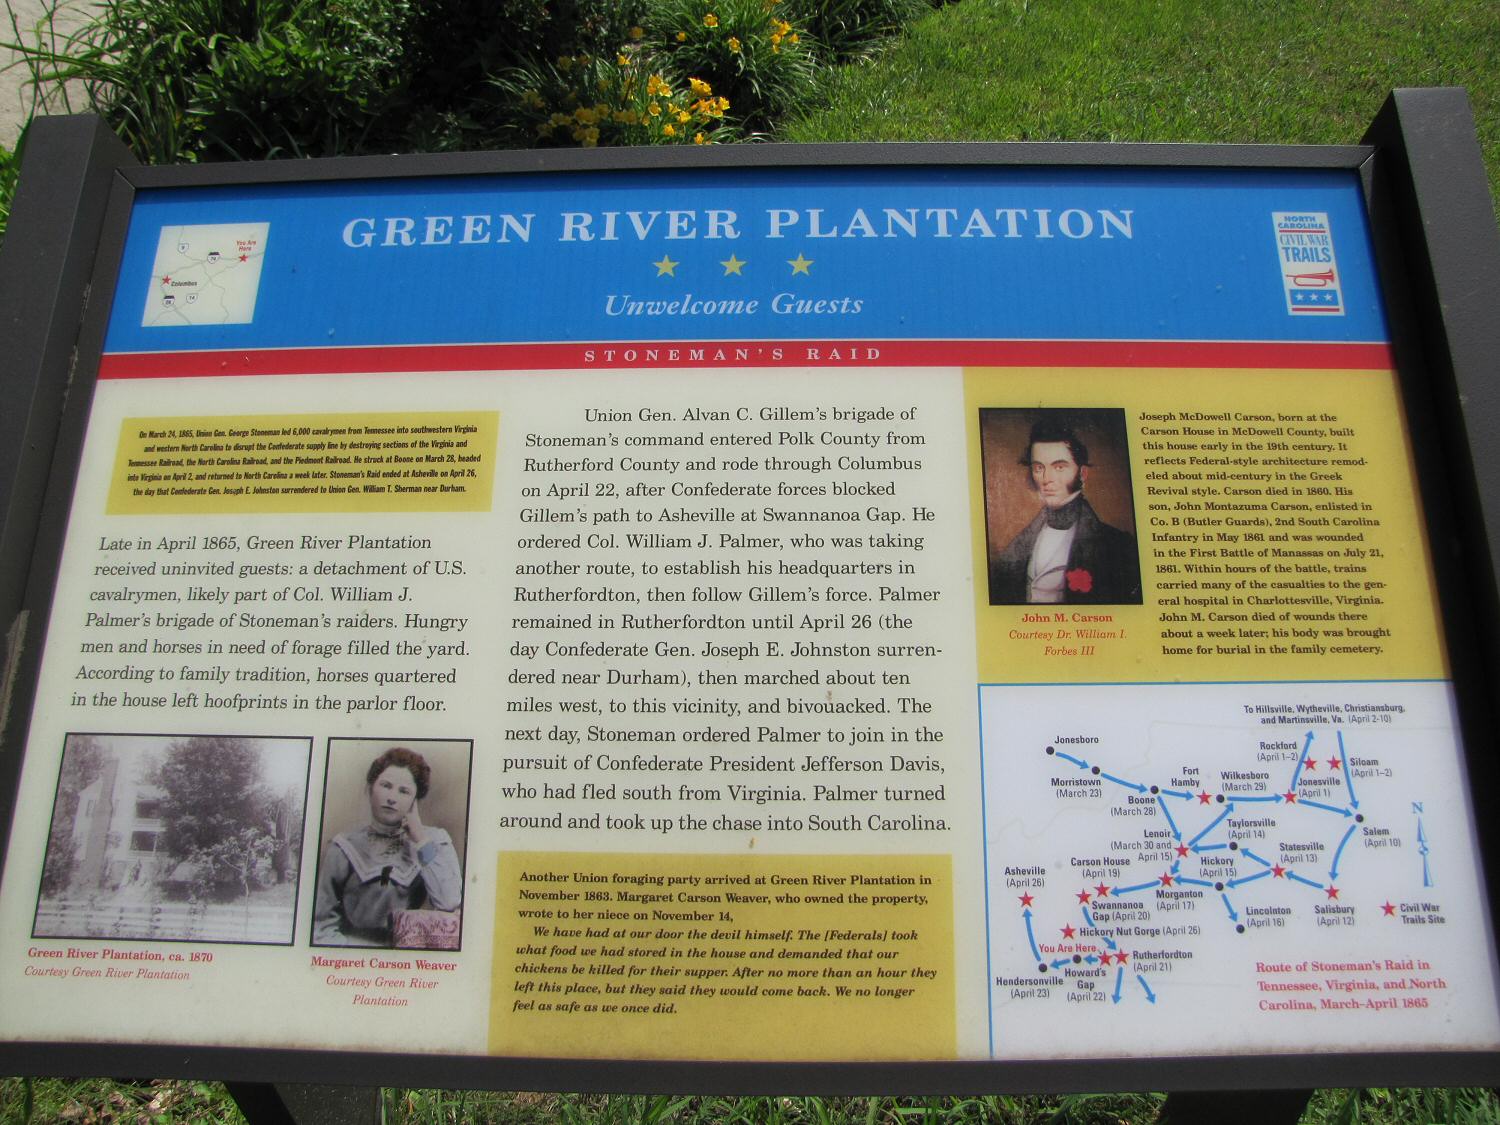 GREEN RIVER PLANTATION
Unwelcome Guests
STONEMAN'S RAID
You Are
Here
9
74
Columbus
26
74
NORTH
CAROLINA
CIVIL WAR
TRAILS
On March 24, 1865, Union Gen. George Stoneman led 6,000 cavalrymen from Tennessee into southwestern Virginia
and western North Carolina to disrupt the Confederate supply line by destroying sections of the Virginia and
Tennessee Railroad, the North Carolina Railroad, and the Piedmont Railroad. He struck at Boone on March 28, headed
into Virginia on April 2, and returned to North Carolina a week later. Stoneman's Raid ended at Asheville on April 26,
the day that Confederate Gen. Joseph E. Johnston surrendered to Union Gen. William T. Sherman near Durham.
Late in April 1865, Green River Plantation
received uninvited guests: a detachment of U.S.
cavalrymen, likely part of Col. William J.
Palmer's brigade of Stoneman's raiders. Hungry
men and horses in need of forage filled the yard.
According to family tradition, horses quartered
in the house left hoofprints in the parlor floor.
Green River Plantation, ca. 1870
Courtesy Green River Plantation
Margaret Carson Weaver
Courtesy Green River
Plantation
Union Gen. Alvan C. Gillem's brigade of
Stoneman's command entered Polk County from
Rutherford County and rode through Columbus
on April 22, after Confederate forces blocked
Gillem's path to Asheville at Swannanoa Gap. He
ordered Col. William J. Palmer, who was taking
another route, to establish his headquarters in
Rutherfordton, then follow Gillem's force. Palmer
remained in Rutherfordton until April 26 (the
day Confederate Gen. Joseph E. Johnston surren-
dered near Durham), then marched about ten
miles west, to this vicinity, and bivouacked. The
next day, Stoneman ordered Palmer to join in the
pursuit of Confederate President Jefferson Davis,
who had fled south from Virginia. Palmer turned
around and took up the chase into South Carolina.
Another Union foraging party arrived at Green River Plantation in
November 1863. Margaret Carson Weaver, who owned the property,
wrote to her niece on November 14,
We have had at our door the devil himself. The [Federals] took
what food we had stored in the house and demanded that our
chickens be killed for their supper. After no more than an hour they
left this place, but they said they would come back. We no longer
feel as safe as we once did.
John M. Carson
Courtesy Dr. William I.
Forbes III
Joseph McDowell Carson, born at the
Carson House in McDowell County, built
this house early in the 19th century. It
reflects Federal-style architecture remod-
eled about mid-century in the Greek
Revival style. Carson died in 1860. His
son, John Montazuma Carson, enlisted in
Co. B (Butler Guards), 2nd South Carolina
Infantry in May 1861 and was wounded
in the First Battle of Manassas on July 21,
1861. Within hours of the battle, trains
carried many of the casualties to the gen-
eral hospital in Charlottesville, Virginia.
John M. Carson died of wounds there
about a week later; his body was brought
home for burial in the family cemetery.
To Hillsville, Wytheville, Christiansburg,
and Martinsville, Va. (April 2-10)
Jonesboro
Morristown
(March 23)
Boone
(March 28)
Fort
Hamby
Wilkesboro
(March 29)
Rockford
(April 1-2)
Siloam
(April 1-2)
Jonesville
(April 1)
Salem
(April 10)
N
Lenoir
(March 30 and
April 15)
Taylorsville
(April 14)
Statesville
(April 13)
Hickory
(April 15)
Carson House
(April 19)
Asheville
(April 26)
Morganton
(April 17)
Swannanoa
Gap (April 20)
Lincolnton
(April 16)
Salisbury
(April 12)
Civil War
Trails Site
Hickory Nut Gorge (April 26)
You Are Here
Rutherfordton
(April 21)
Hendersonville
(April 23)
Howard's
Gap
(April 22)
Route of Stoneman's Raid in
Tennessee, Virginia, and North
Carolina, March–April 1865